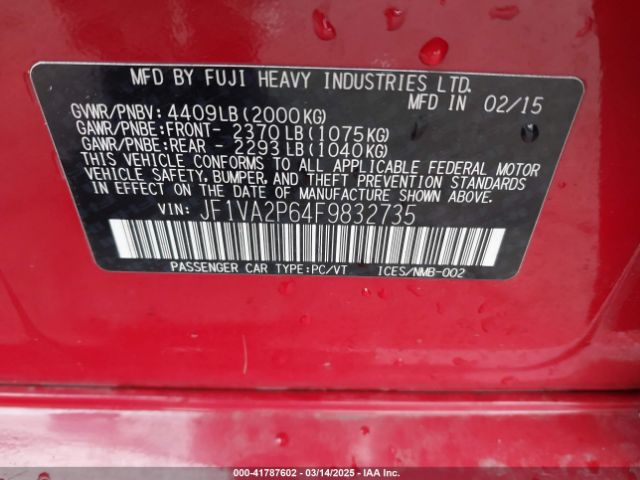 MFD BY FUJI HEAVY INDUSTRIES LTD.
MFD IN 02/15
GVWR/PNBV: 4409LB(2000KG)
GAWR/PNBE:FRONT- 2370LB(1075KG)
GAWR/PNBE:REAR - 2293LB(1040KG)
THIS VEHICLE CONFORMS TO ALL APPLICABLE FEDERAL MOTOR
VEHICLE SAFETY, BUMPER, AND THEFT PREVENTION STANDARDS
IN EFFECT ON THE DATE OF MANUFACTURE SHOWN ABOVE.
VIN: JF1VA2P64F9832735
PASSENGER CAR TYPE:PC/VT ICES/NMB-002
000-41787602 - 03/14/2025 - IAA Inc.